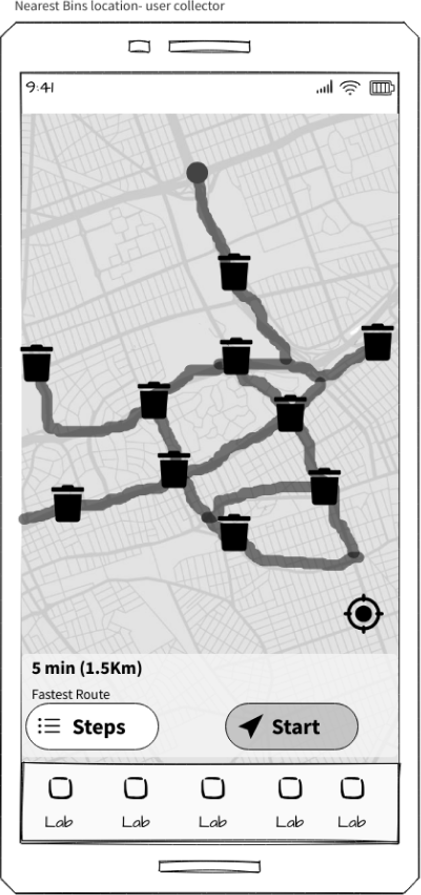 Nearest Bins location- user collector
9:41
5 min (1.5Km)
Fastest Route
Steps
Start
Lab Lab Lab Lab Lab